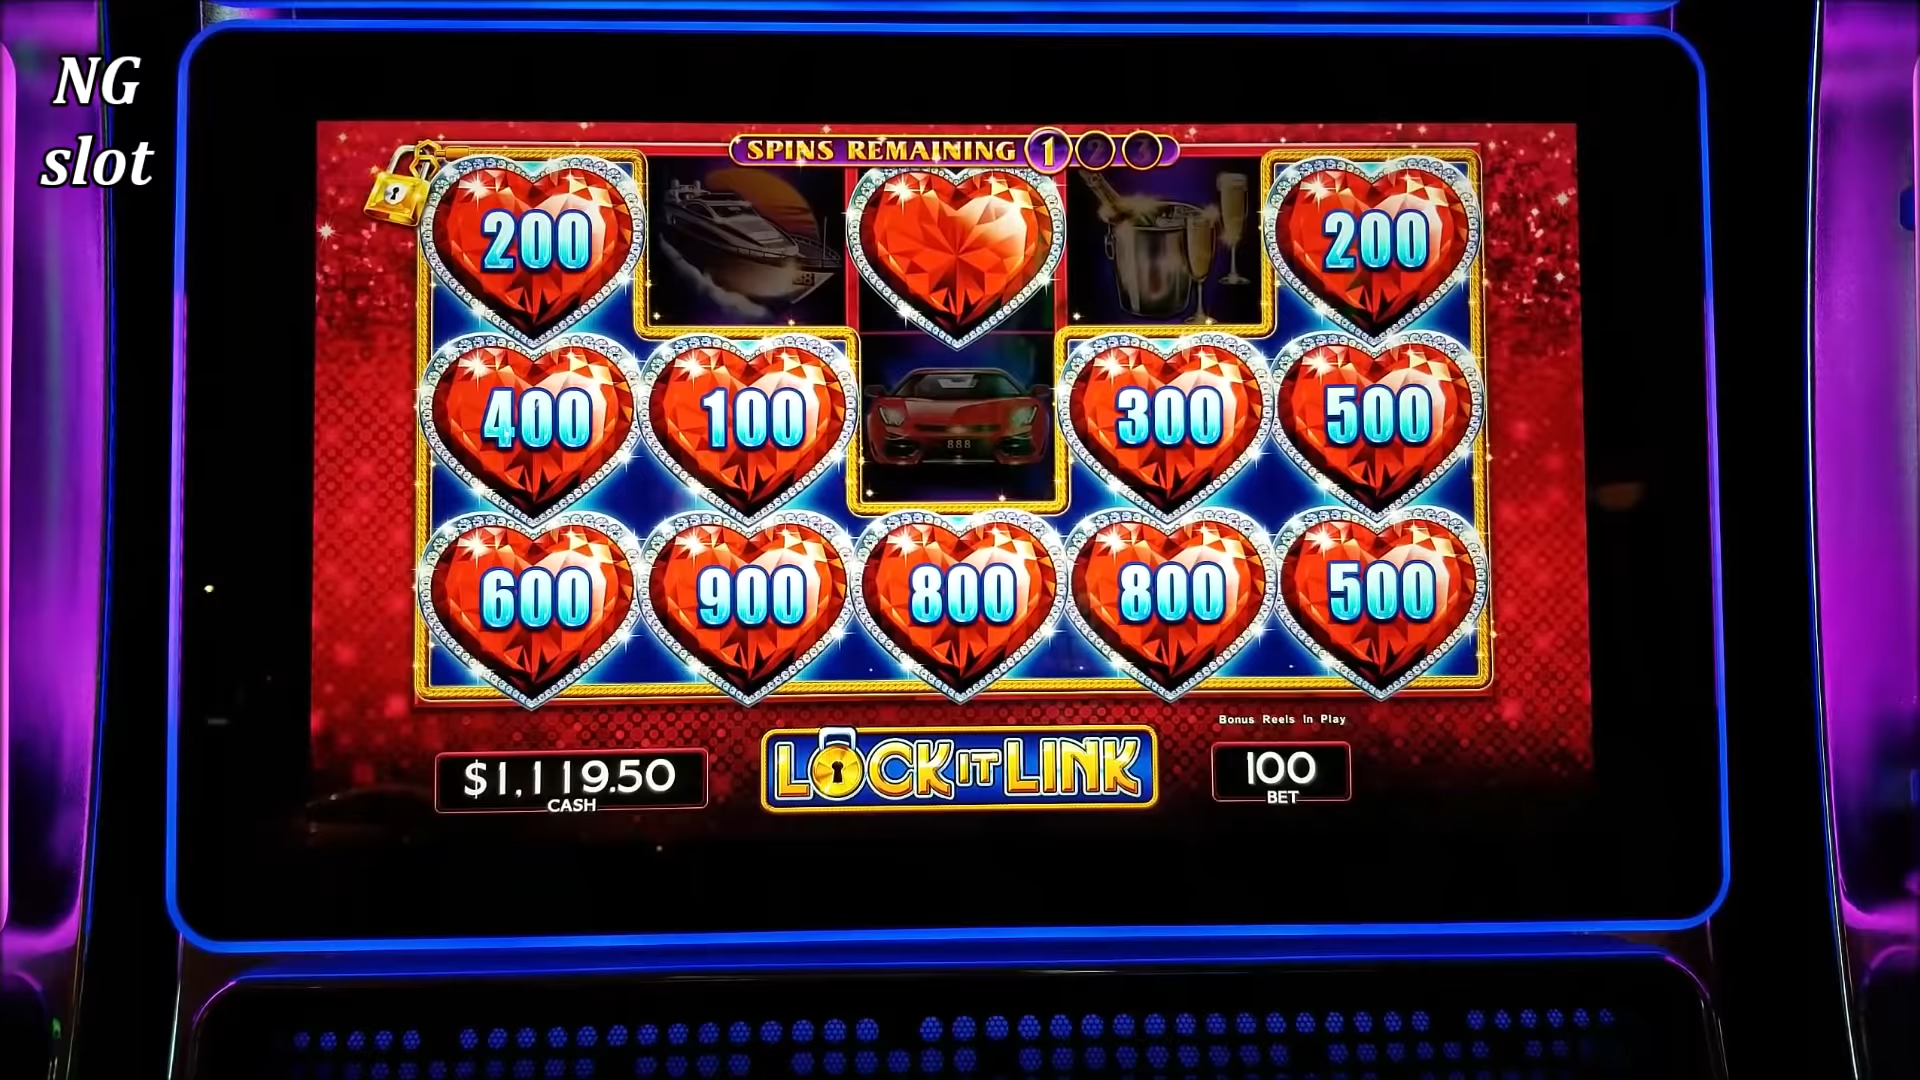 NG
slot
SPINS REMAINING 1 2 3
200
200
400 100 300 500
888
600 900 800 800 500
Bonus Reels In Play
$1,119.50
CASH
LOCK IT LINK
100
BET